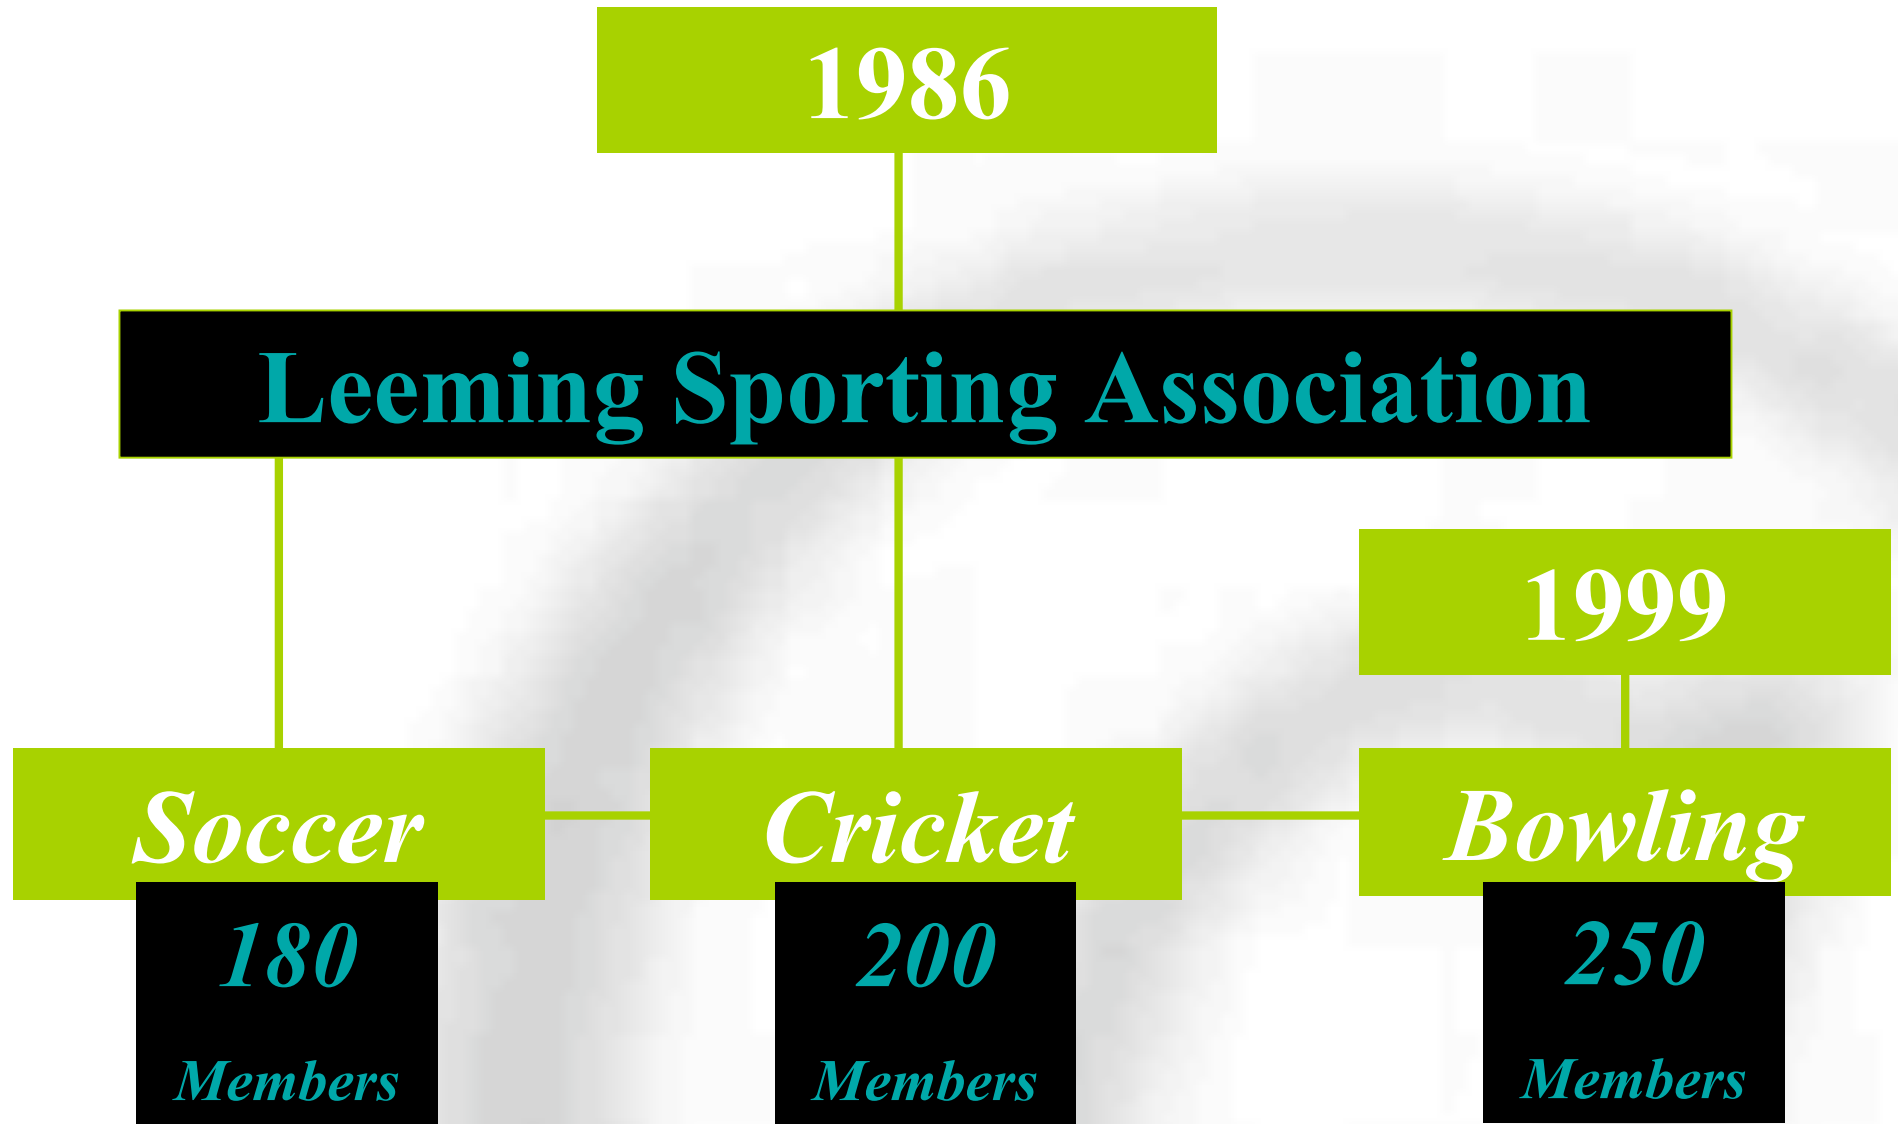 1986
Leeming Sporting Association
1999
Soccer
Cricket
Bowling
180
Members
200
Members
250
Members